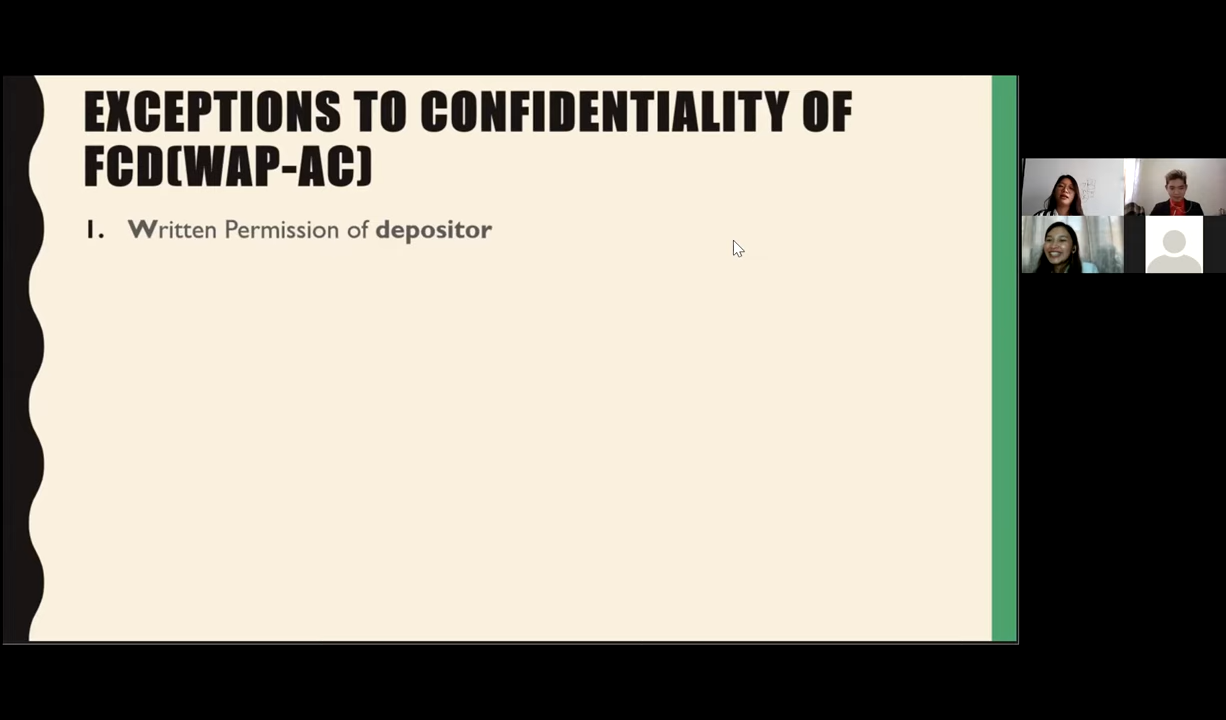 EXCEPTIONS TO CONFIDENTIALITY OF
FCD(WAP-AC)
1. Written Permission of depositor